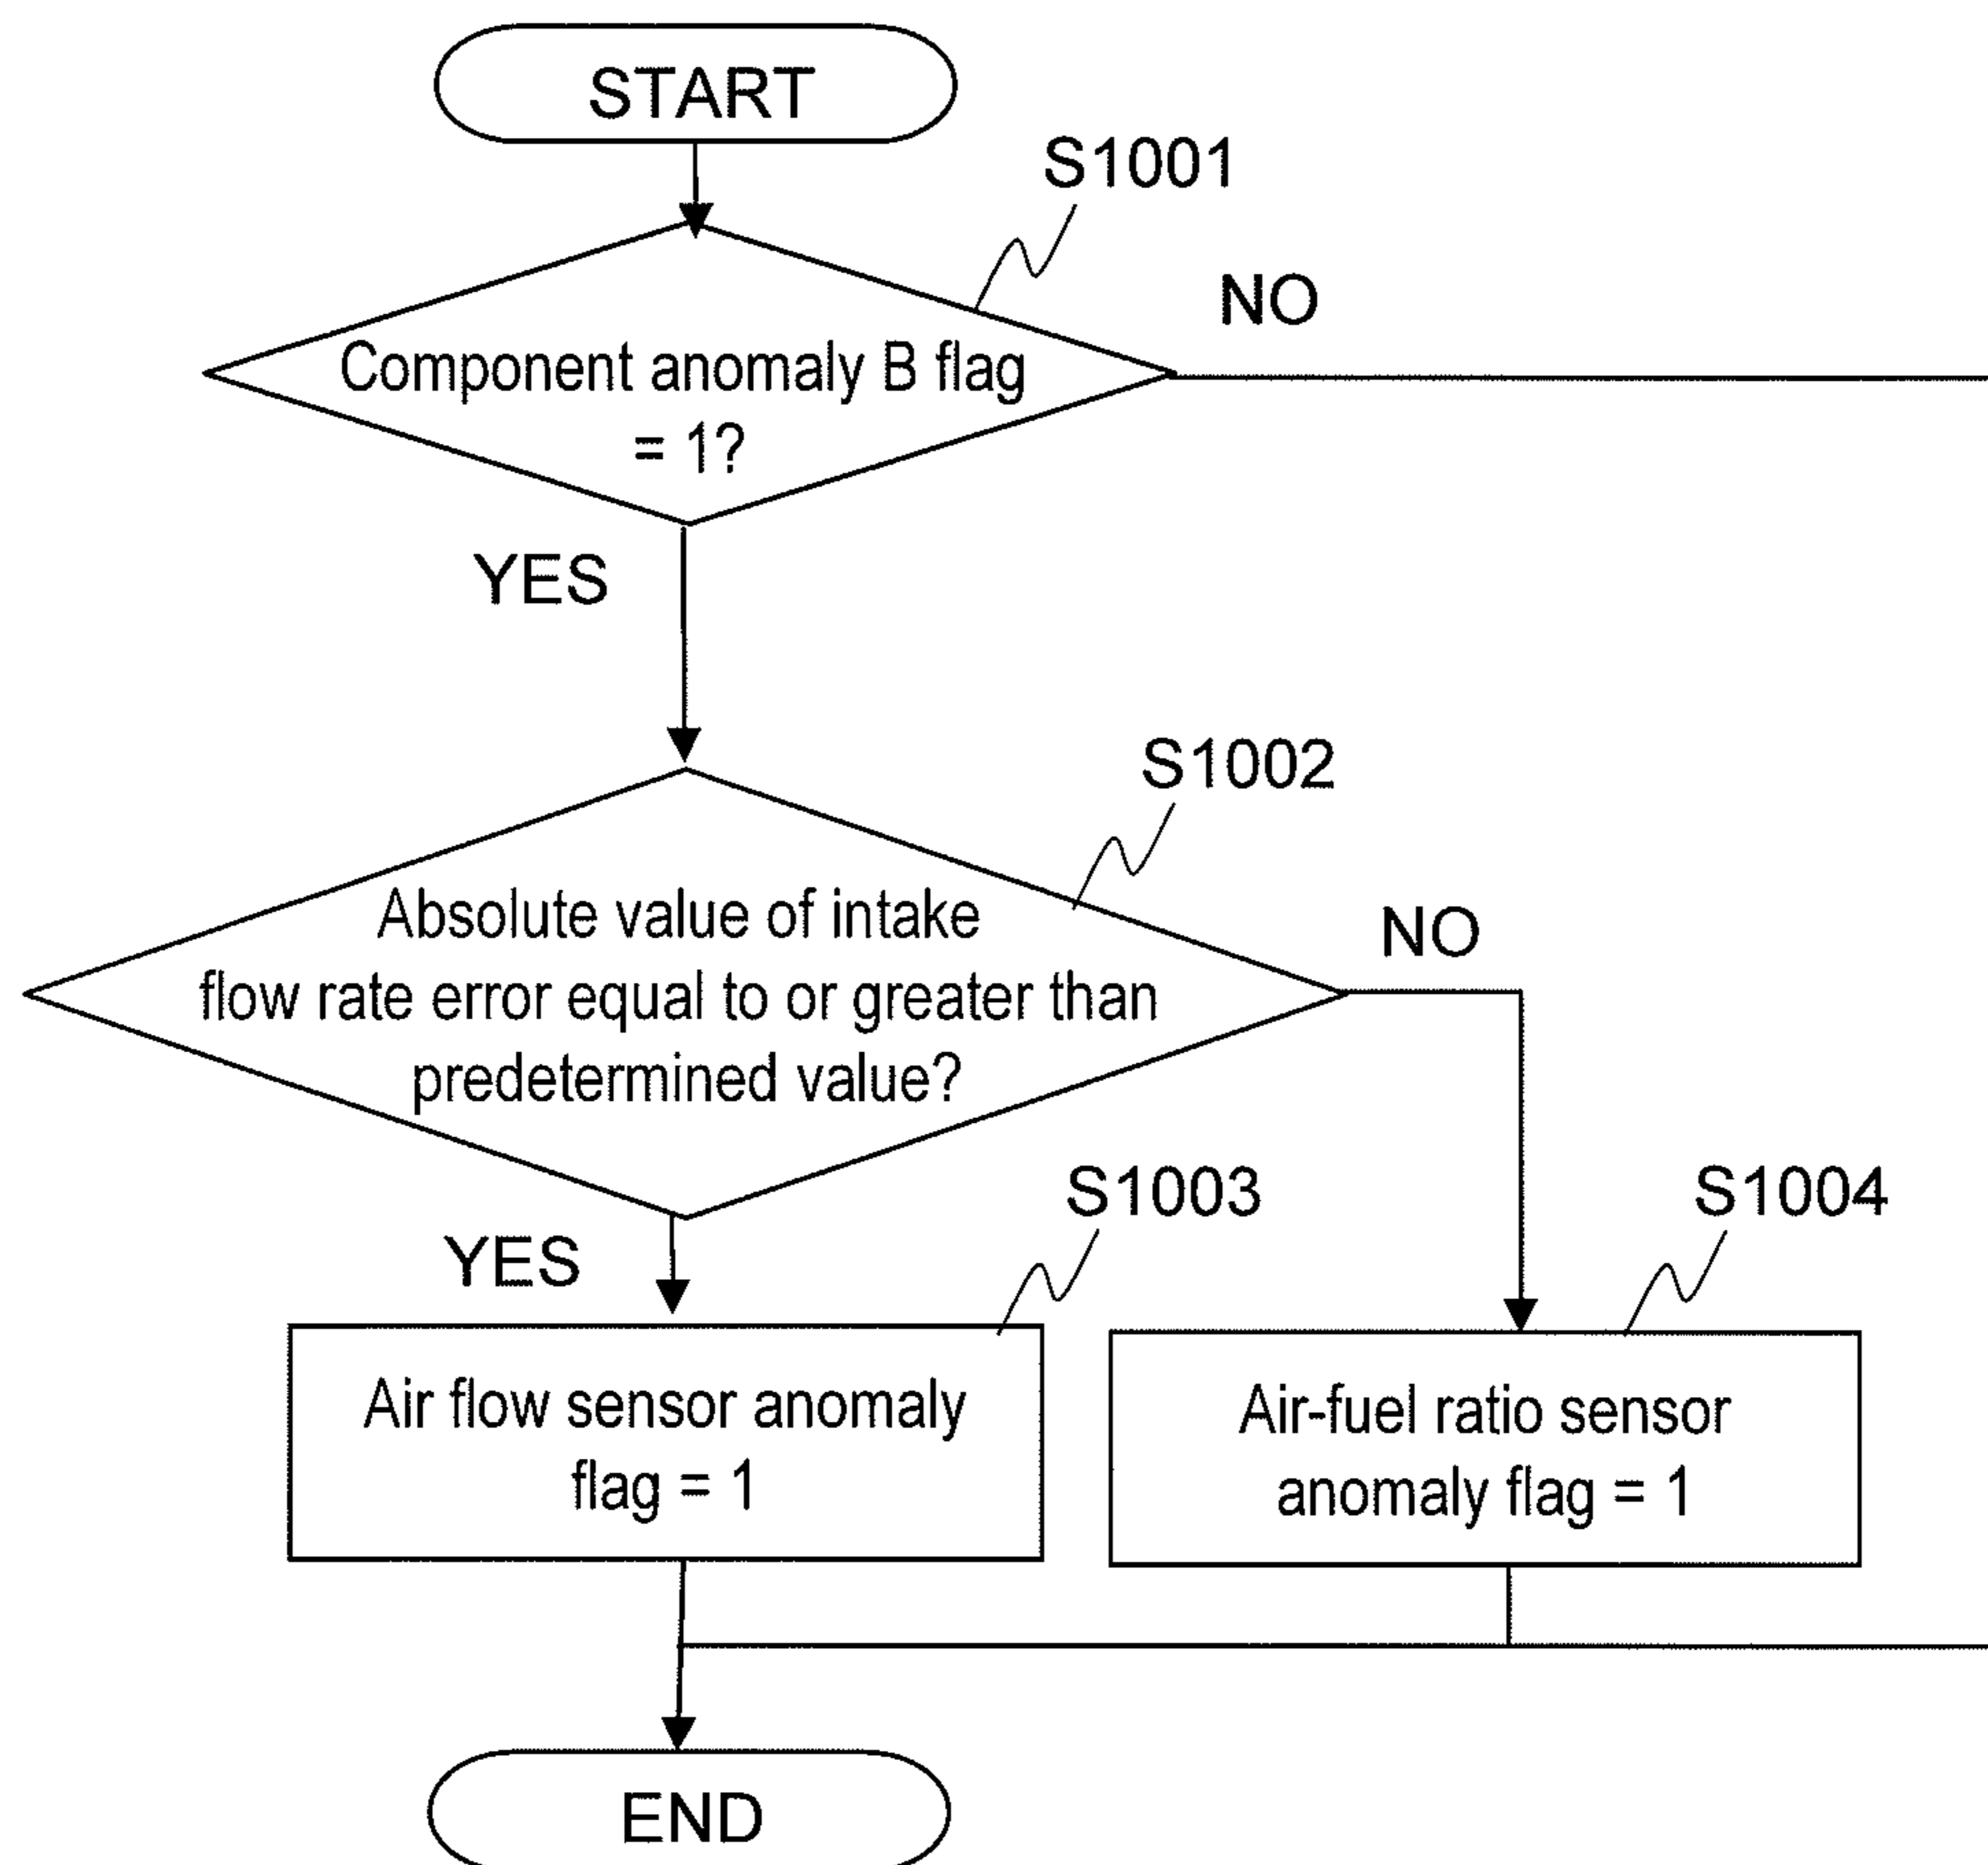 START
S1001
NO
Component anomaly B flag
= 1?
YES
S1002
Absolute value of intake
flow rate error equal to or greater than
predetermined value?
NO
YES
S1003
S1004
Air flow sensor anomaly
flag = 1
Air-fuel ratio sensor
anomaly flag = 1
END